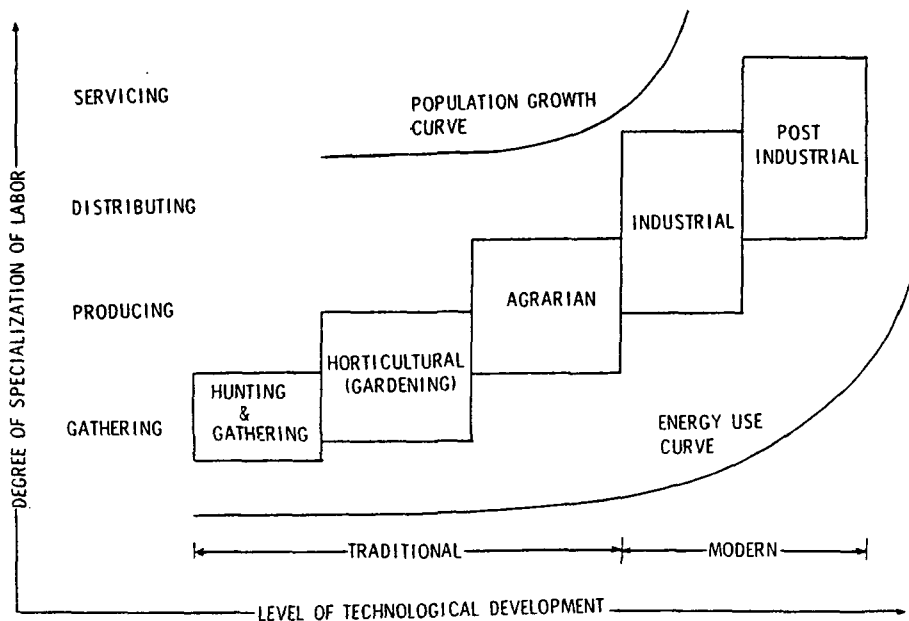 DEGREE OF SPECIALIZATION OF LABOR
SERVICING
DISTRIBUTING
PRODUCING
GATHERING
POPULATION GROWTH
CURVE
POST
INDUSTRIAL
INDUSTRIAL
AGRARIAN
HORTICULTURAL
(GARDENING)
HUNTING
&
GATHERING
ENERGY USE
CURVE
TRADITIONAL
MODERN
LEVEL OF TECHNOLOGICAL DEVELOPMENT